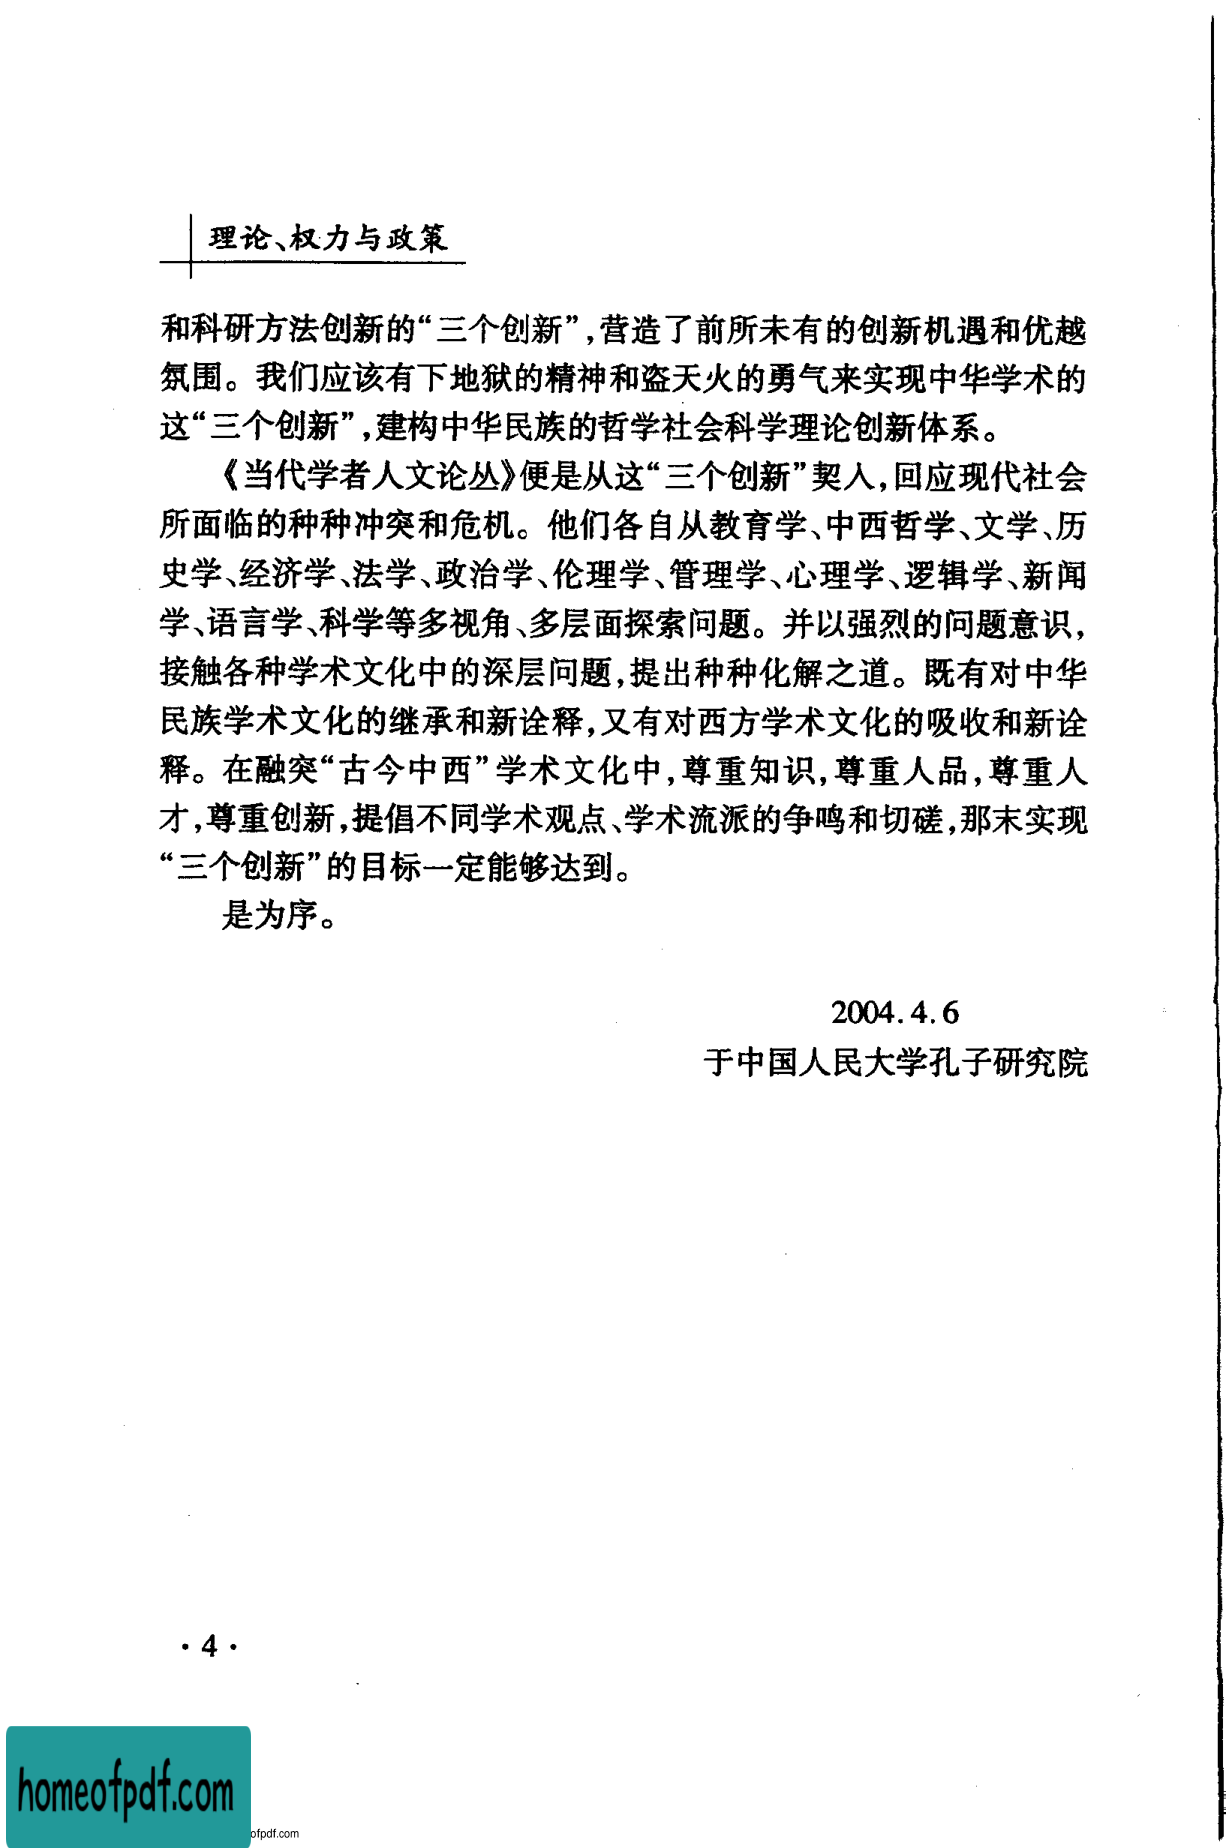 理论、权力与政策
和科研方法创新的“三个创新”,营造了前所未有的创新机遇和优越
氛围。我们应该有下地狱的精神和盗天火的勇气来实现中华学术的
这“三个创新”,建构中华民族的哲学社会科学理论创新体系。
《当代学者人文论丛》便是从这“三个创新”契入,回应现代社会
所面临的种种冲突和危机。他们各自从教育学、中西哲学、文学、历
史学、经济学、法学、政治学、伦理学、管理学、心理学、逻辑学、新闻
学、语言学、科学等多视角、多层面探索问题。并以强烈的问题意识,
接触各种学术文化中的深层问题,提出种种化解之道。既有对中华
民族学术文化的继承和新诠释,又有对西方学术文化的吸收和新诠
释。在融突“古今中西”学术文化中,尊重知识,尊重人品,尊重人
才,尊重创新,提倡不同学术观点、学术流派的争鸣和切磋,那末实现
“三个创新”的目标一定能够达到。
是为序。
2004.4.6
于中国人民大学孔子研究院
·4·
homeofpdf.com
ofpdf.com